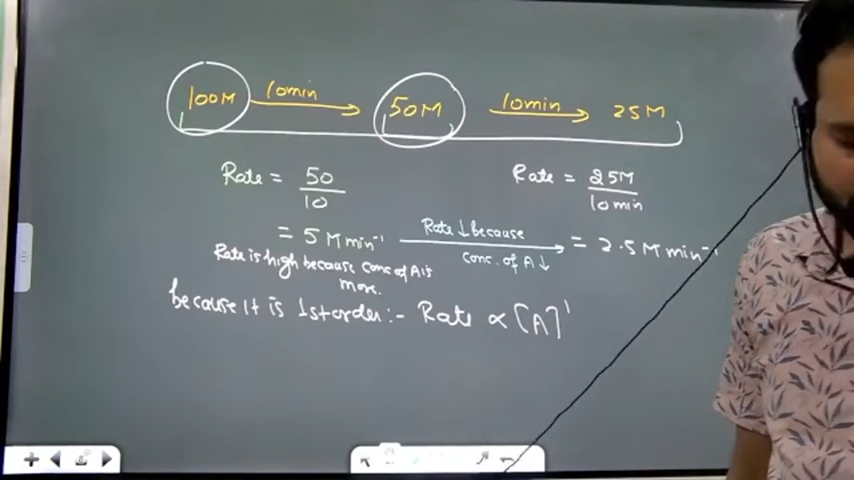 100M 10min 50M 10min 25M
Rate = 50/10 Rate = 25M/10min
= 5 M min⁻¹ Rate ↓ because conc. of A ↓ = 2.5 M min⁻¹
Rate is high because conc of A is
more.
because it is 1st order:- Rate ∝ [A]¹